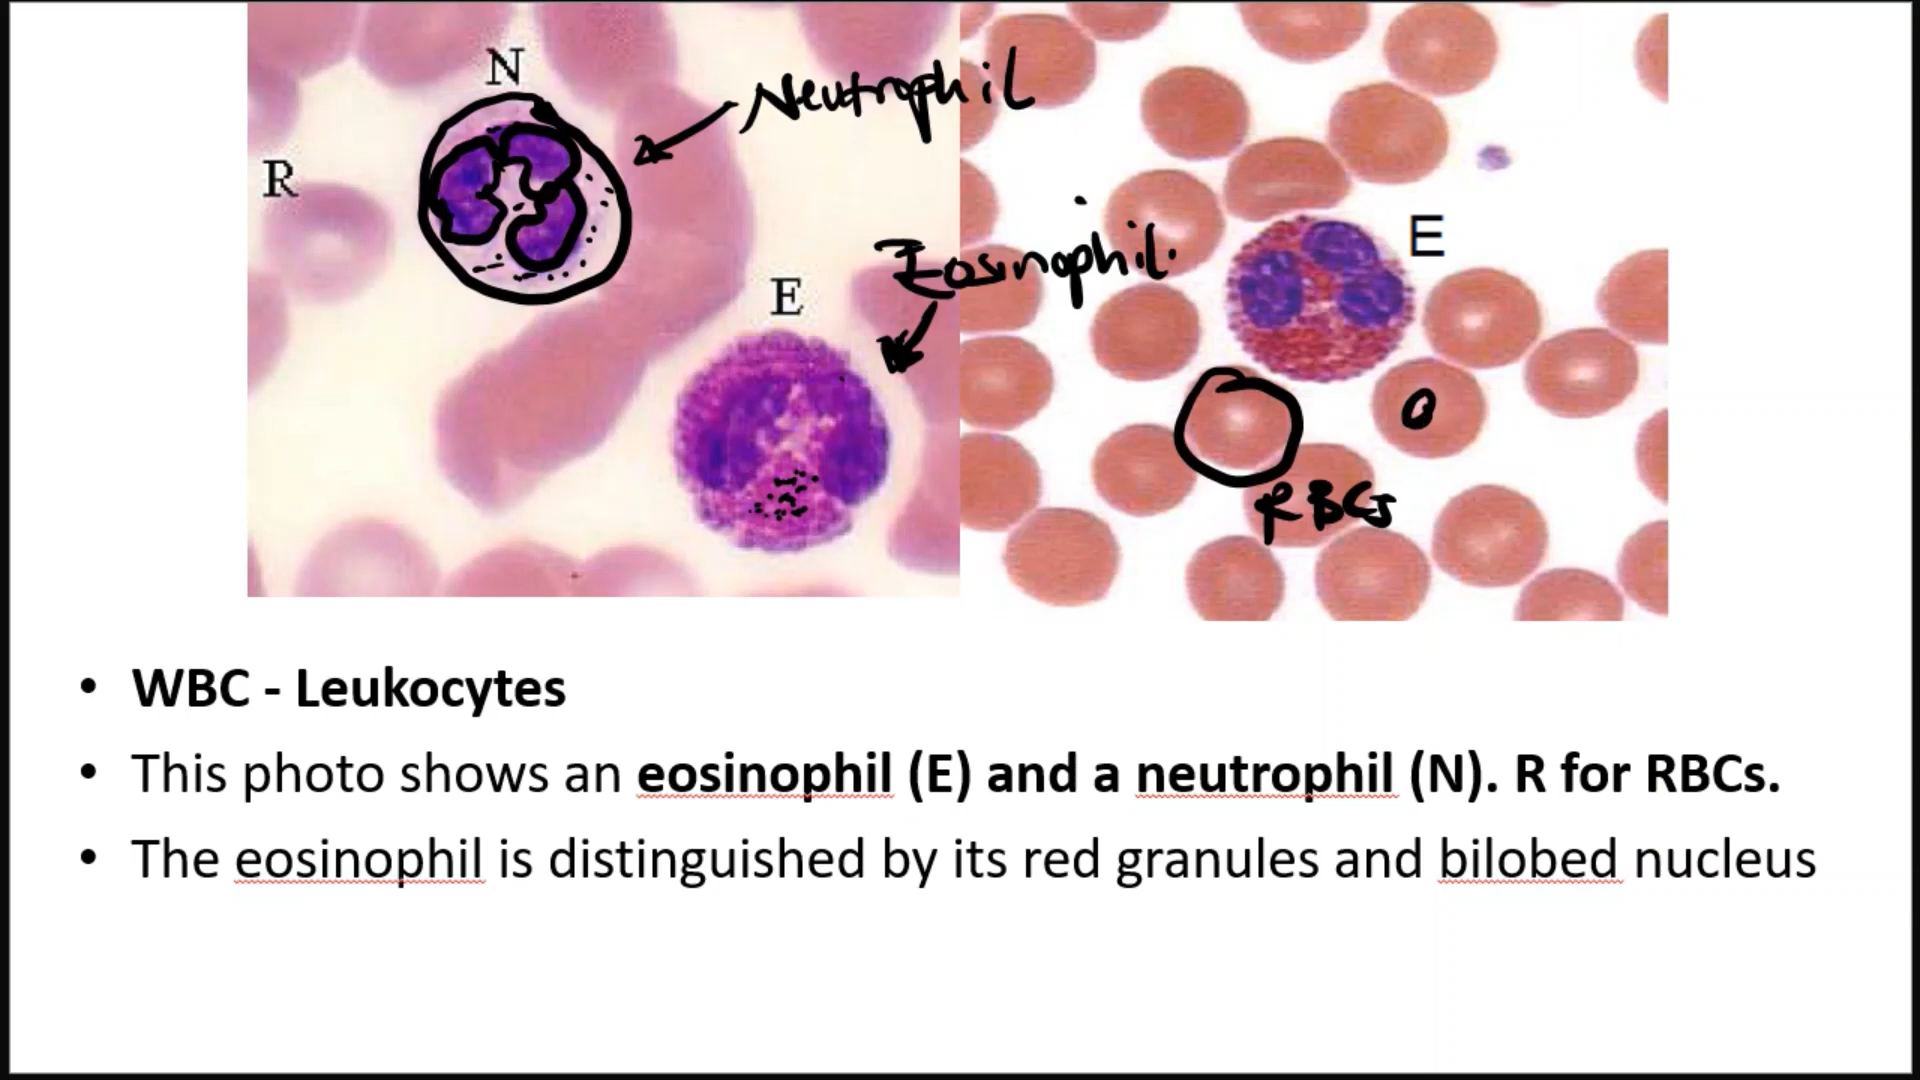 N
Neutrophil
R
E
Eosinophil.
E
RBCs
• WBC - Leukocytes
• This photo shows an eosinophil (E) and a neutrophil (N). R for RBCs.
• The eosinophil is distinguished by its red granules and bilobed nucleus